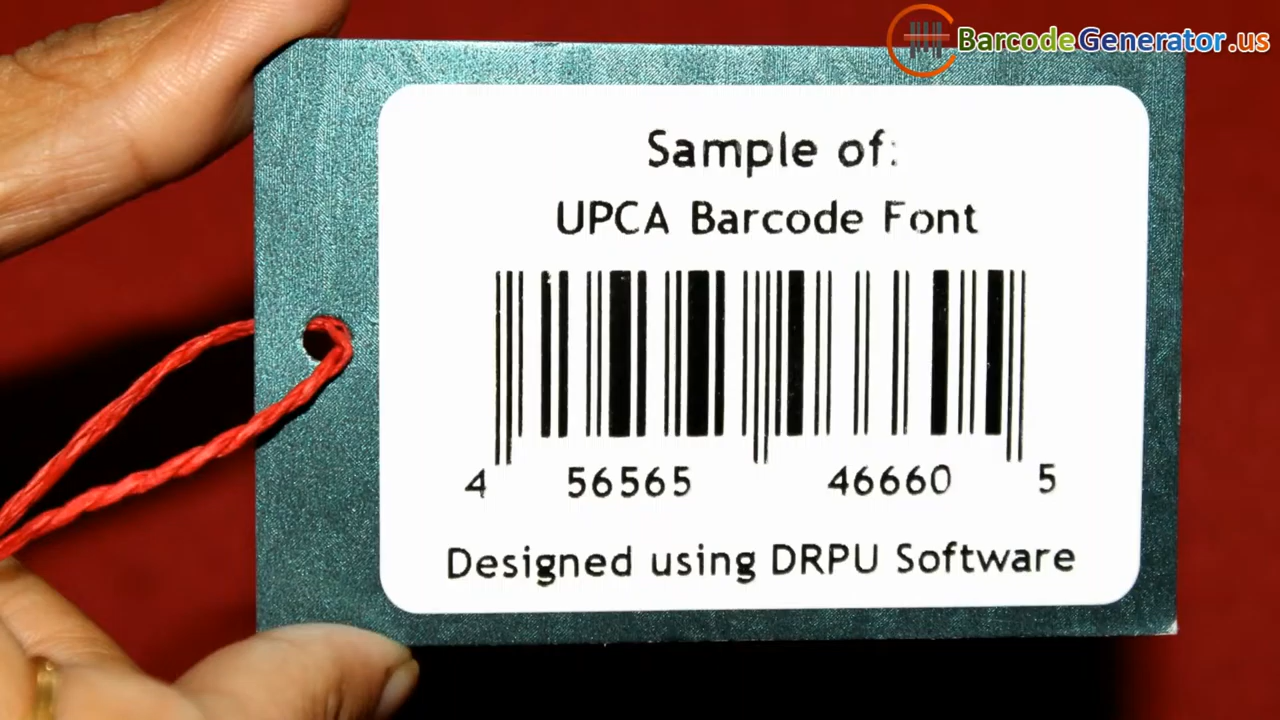 BarcodeGenerator.us
Sample of:
UPCA Barcode Font
4 56565 46660 5
Designed using DRPU Software